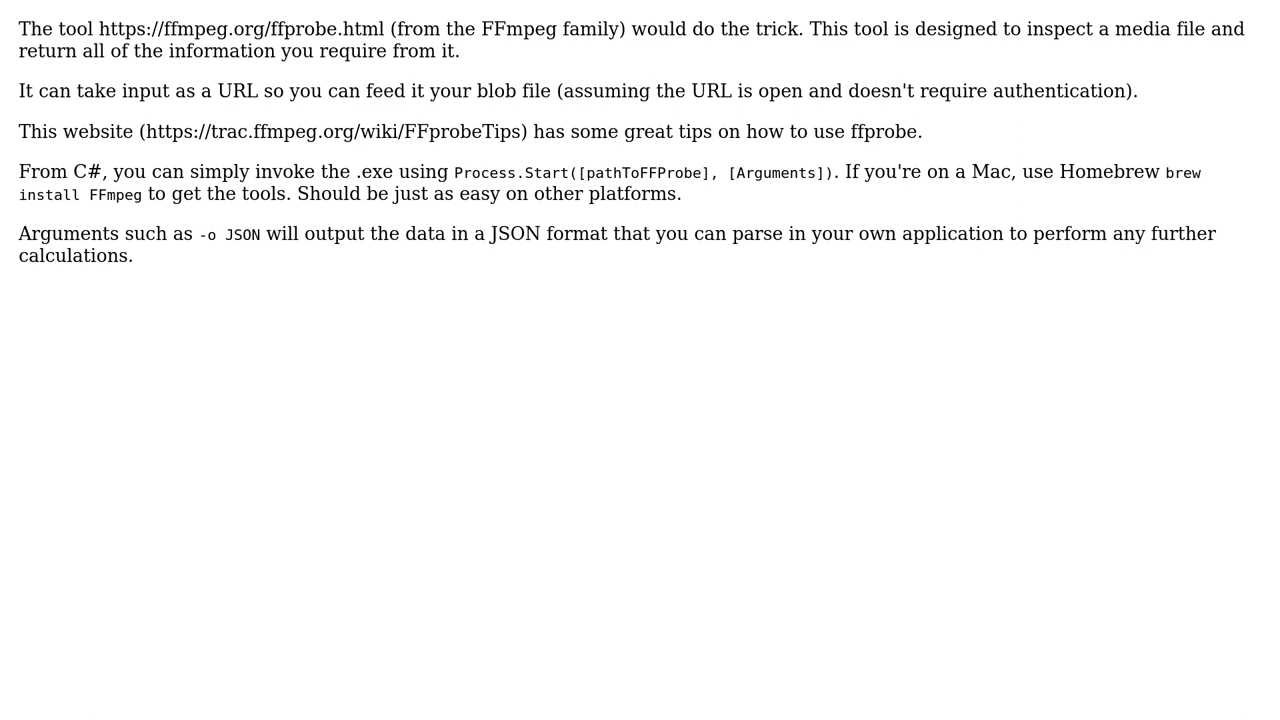 The tool https://ffmpeg.org/ffprobe.html (from the FFmpeg family) would do the trick. This tool is designed to inspect a media file and
return all of the information you require from it.
It can take input as a URL so you can feed it your blob file (assuming the URL is open and doesn't require authentication).
This website (https://trac.ffmpeg.org/wiki/FFprobeTips) has some great tips on how to use ffprobe.
From C#, you can simply invoke the .exe using Process.Start([pathToFFProbe], [Arguments]). If you're on a Mac, use Homebrew brew
install FFmpeg to get the tools. Should be just as easy on other platforms.
Arguments such as -o JSON will output the data in a JSON format that you can parse in your own application to perform any further
calculations.